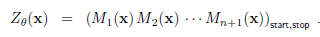 Z_θ(x) = (M_1(x) M_2(x) ··· M_{n+1}(x))_{start,stop} .